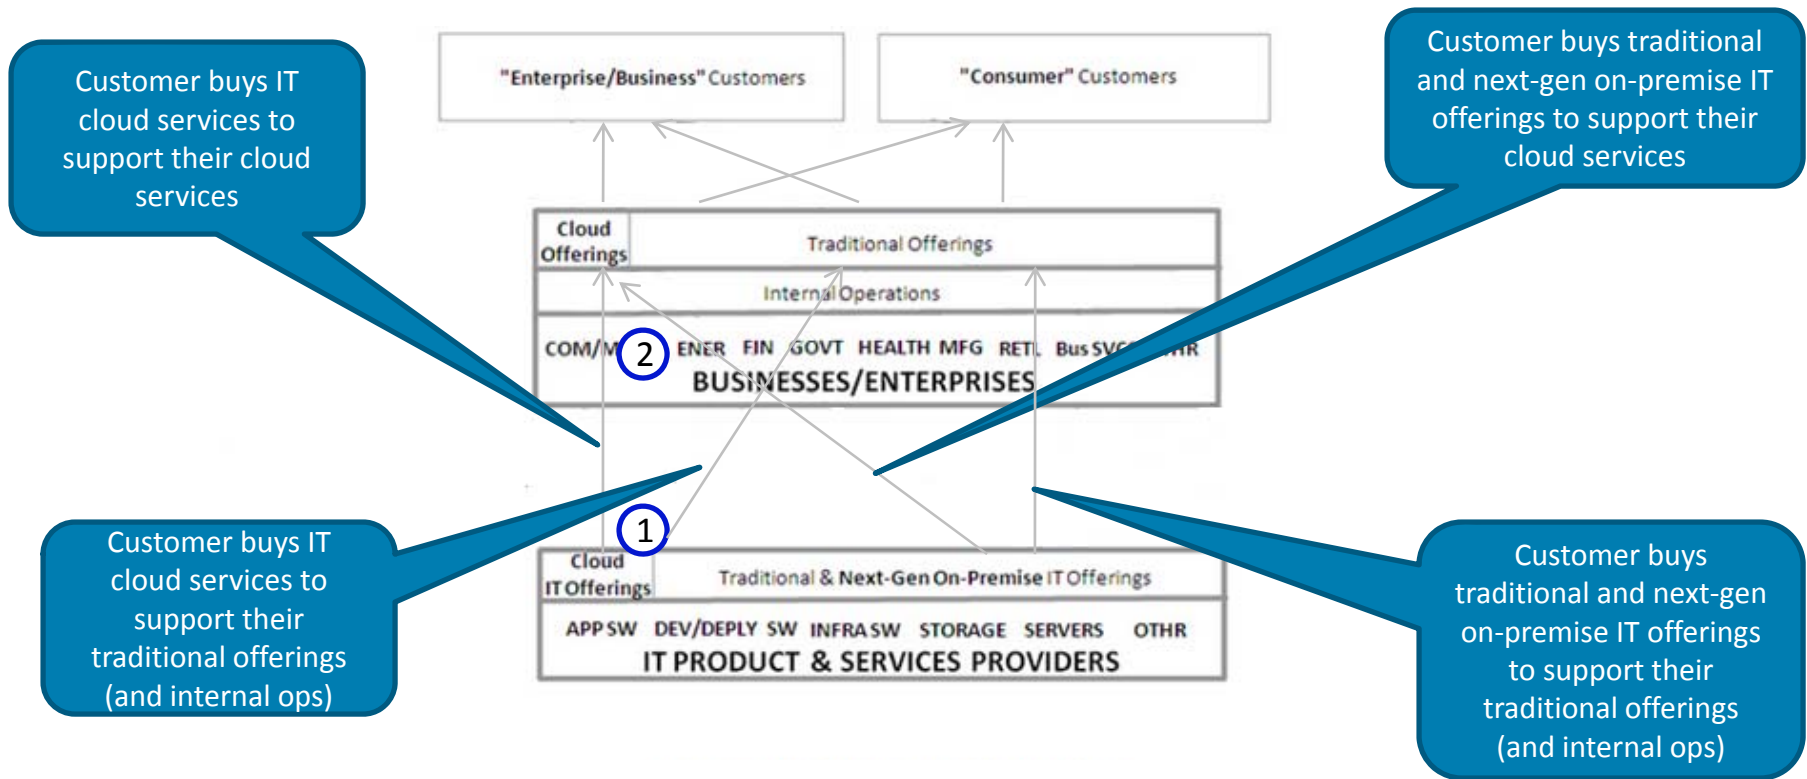 Customer buys IT
cloud services to
support their cloud
services
"Enterprise/Business" Customers
"Consumer" Customers
Customer buys traditional
and next-gen on-premise IT
offerings to support their
cloud services
Cloud
Offerings
Traditional Offerings
Internal Operations
2
ENER FIN GOVT HEALTH MFG RETL Bus
BUSINESSES/ENTERPRISES
1
Customer buys IT
cloud services to
support their
traditional offerings
(and internal ops)
Cloud
IT Offerings
Traditional & Next-Gen On-Premise IT Offerings
APP SW DEV/DEPLY SW INFRA SW STORAGE SERVERS OTHR
IT PRODUCT & SERVICES PROVIDERS
Customer buys
traditional and next-gen
on-premise IT offerings
to support their
traditional offerings
(and internal ops)